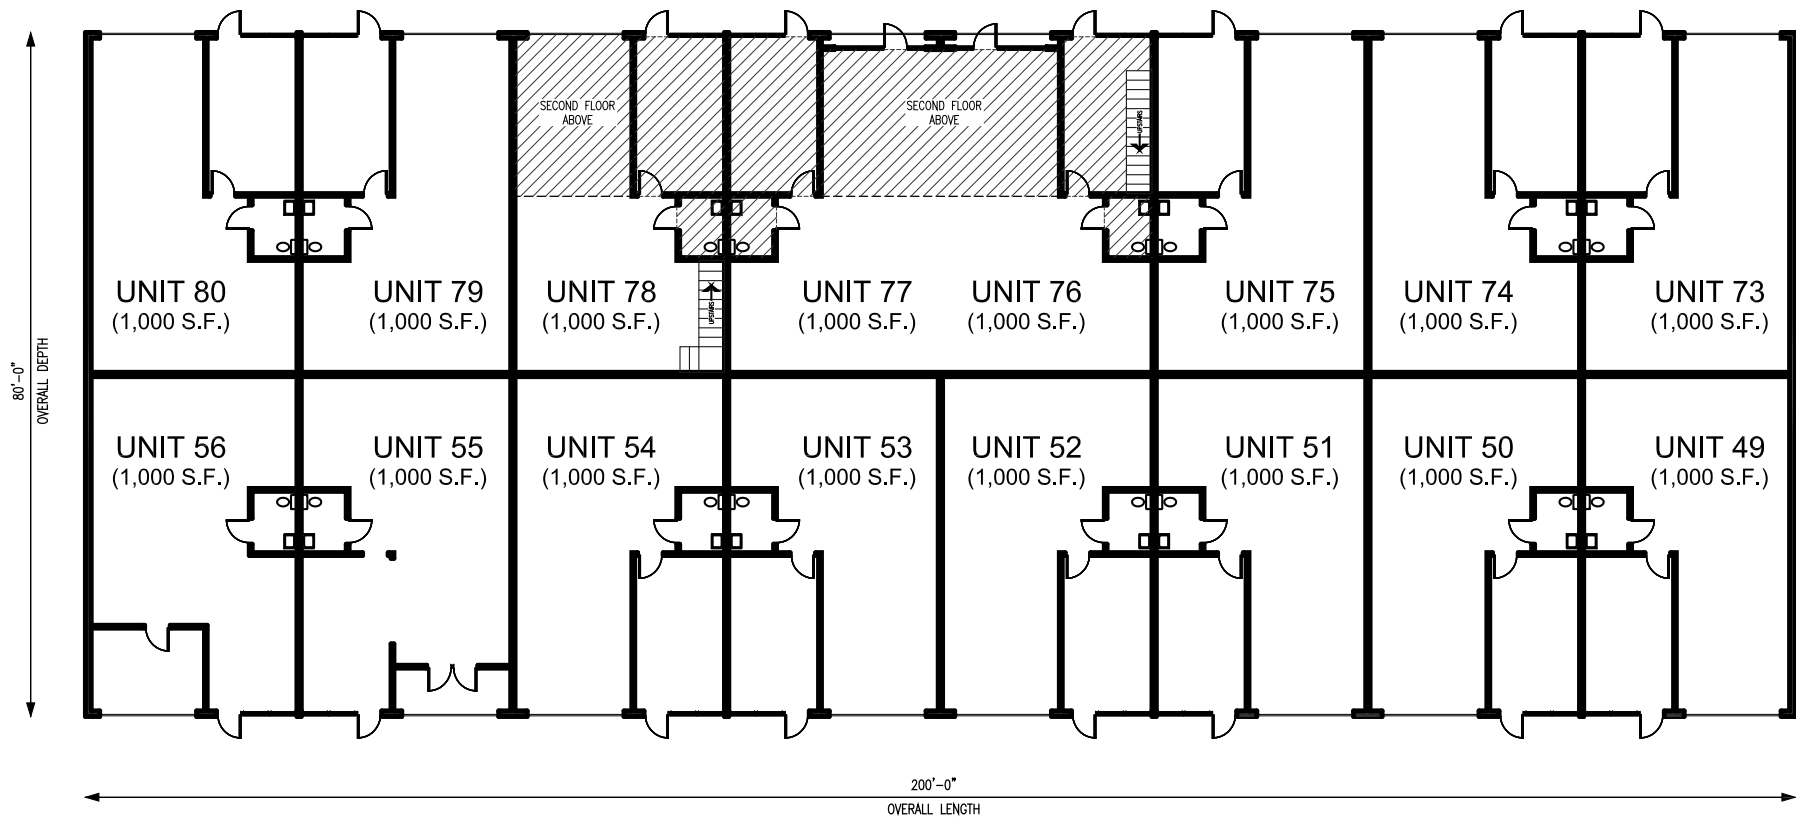 SECOND FLOOR
ABOVE
SECOND FLOOR
ABOVE
UPSTAIRS
UNIT 80
(1,000 S.F.)
UNIT 79
(1,000 S.F.)
UNIT 78
(1,000 S.F.)
UPSTAIRS
UNIT 77
(1,000 S.F.)
UNIT 76
(1,000 S.F.)
UNIT 75
(1,000 S.F.)
UNIT 74
(1,000 S.F.)
UNIT 73
(1,000 S.F.)
80'-0"
OVERALL DEPTH
UNIT 56
(1,000 S.F.)
UNIT 55
(1,000 S.F.)
UNIT 54
(1,000 S.F.)
UNIT 53
(1,000 S.F.)
UNIT 52
(1,000 S.F.)
UNIT 51
(1,000 S.F.)
UNIT 50
(1,000 S.F.)
UNIT 49
(1,000 S.F.)
200'-0"
OVERALL LENGTH